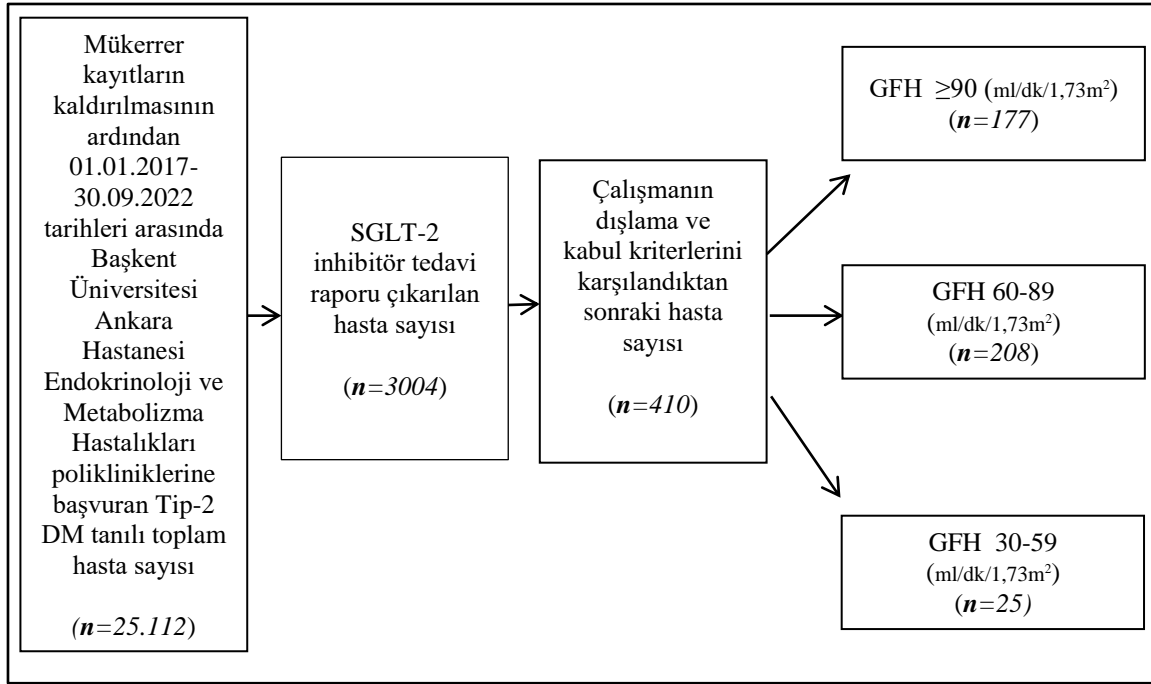 Mükerrer
kayıtların
kaldırılmasının
ardından
01.01.2017-
30.09.2022
tarihleri arasında
Başkent
Üniversitesi
Ankara
Hastanesi
Endokrinoloji ve
Metabolizma
Hastalıkları
polikliniklerine
başvuran Tip-2
DM tanılı toplam
hasta sayısı
(n=25.112)
SGLT-2
inhibitör tedavi
raporu çıkarılan
hasta sayısı
(n=3004)
Çalışmanın
dışlama ve
kabul kriterlerini
karşılandıktan
sonraki hasta
sayısı
(n=410)
GFH ≥90 (ml/dk/1,73m²)
(n=177)
GFH 60-89
(ml/dk/1,73m²)
(n=208)
GFH 30-59
(ml/dk/1,73m²)
(n=25)